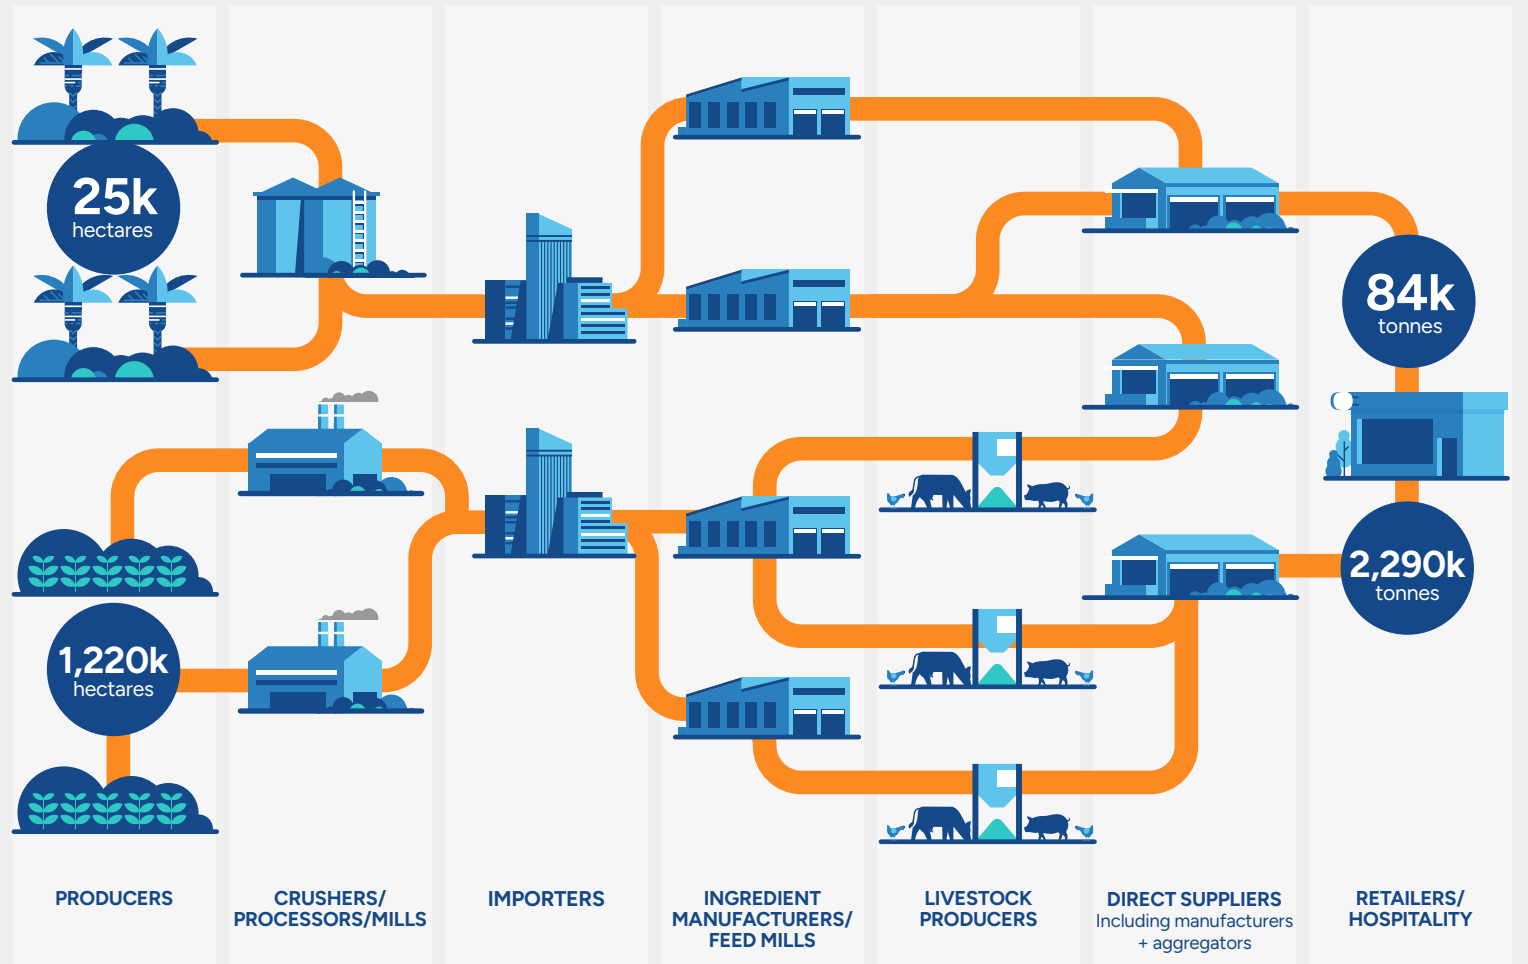 25k
hectares
84k
tonnes
2,290k
tonnes
1,220k
hectares
PRODUCERS
CRUSHERS/
PROCESSORS/MILLS
IMPORTERS
INGREDIENT
MANUFACTURERS/
FEED MILLS
LIVESTOCK
PRODUCERS
DIRECT SUPPLIERS
Including manufacturers
+ aggregators
RETAILERS/
HOSPITALITY